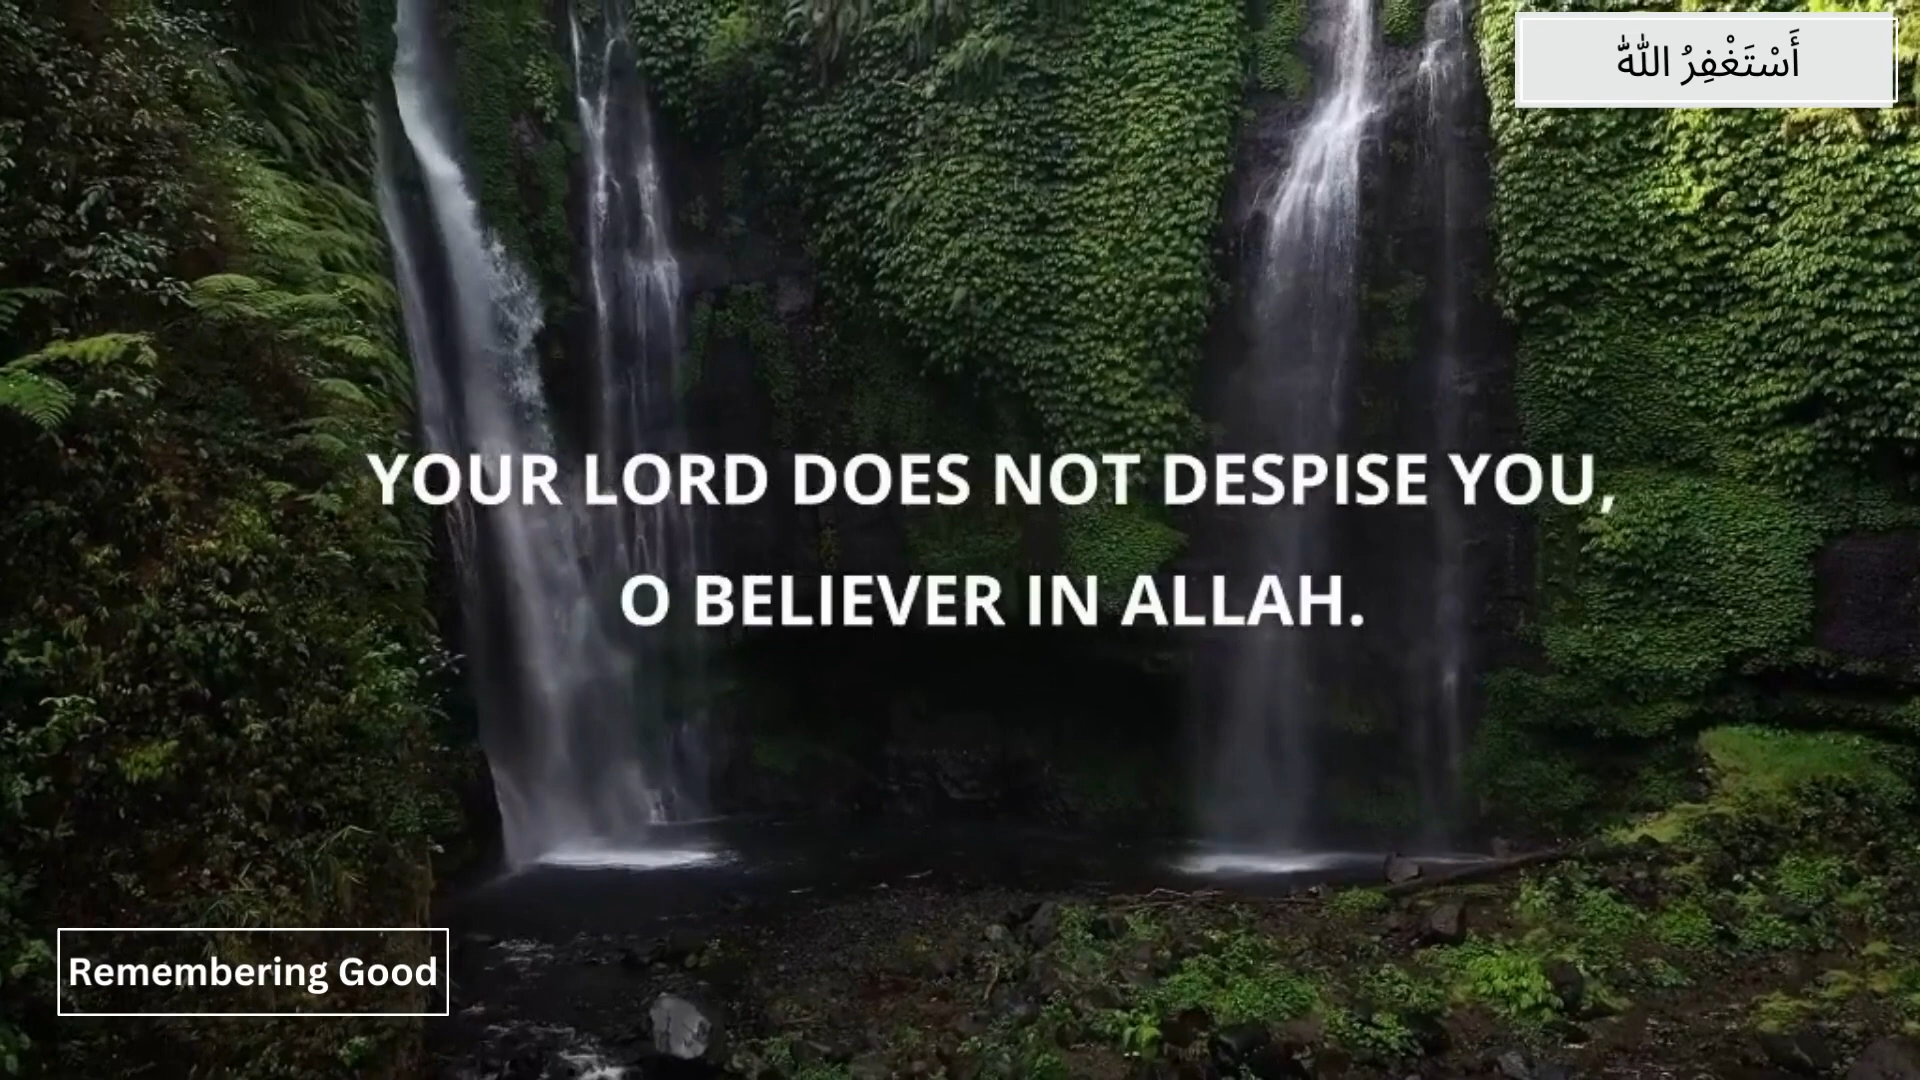 أَسْتَغْفِرُ اللّٰهَ
YOUR LORD DOES NOT DESPISE YOU,
O BELIEVER IN ALLAH.
Remembering Good